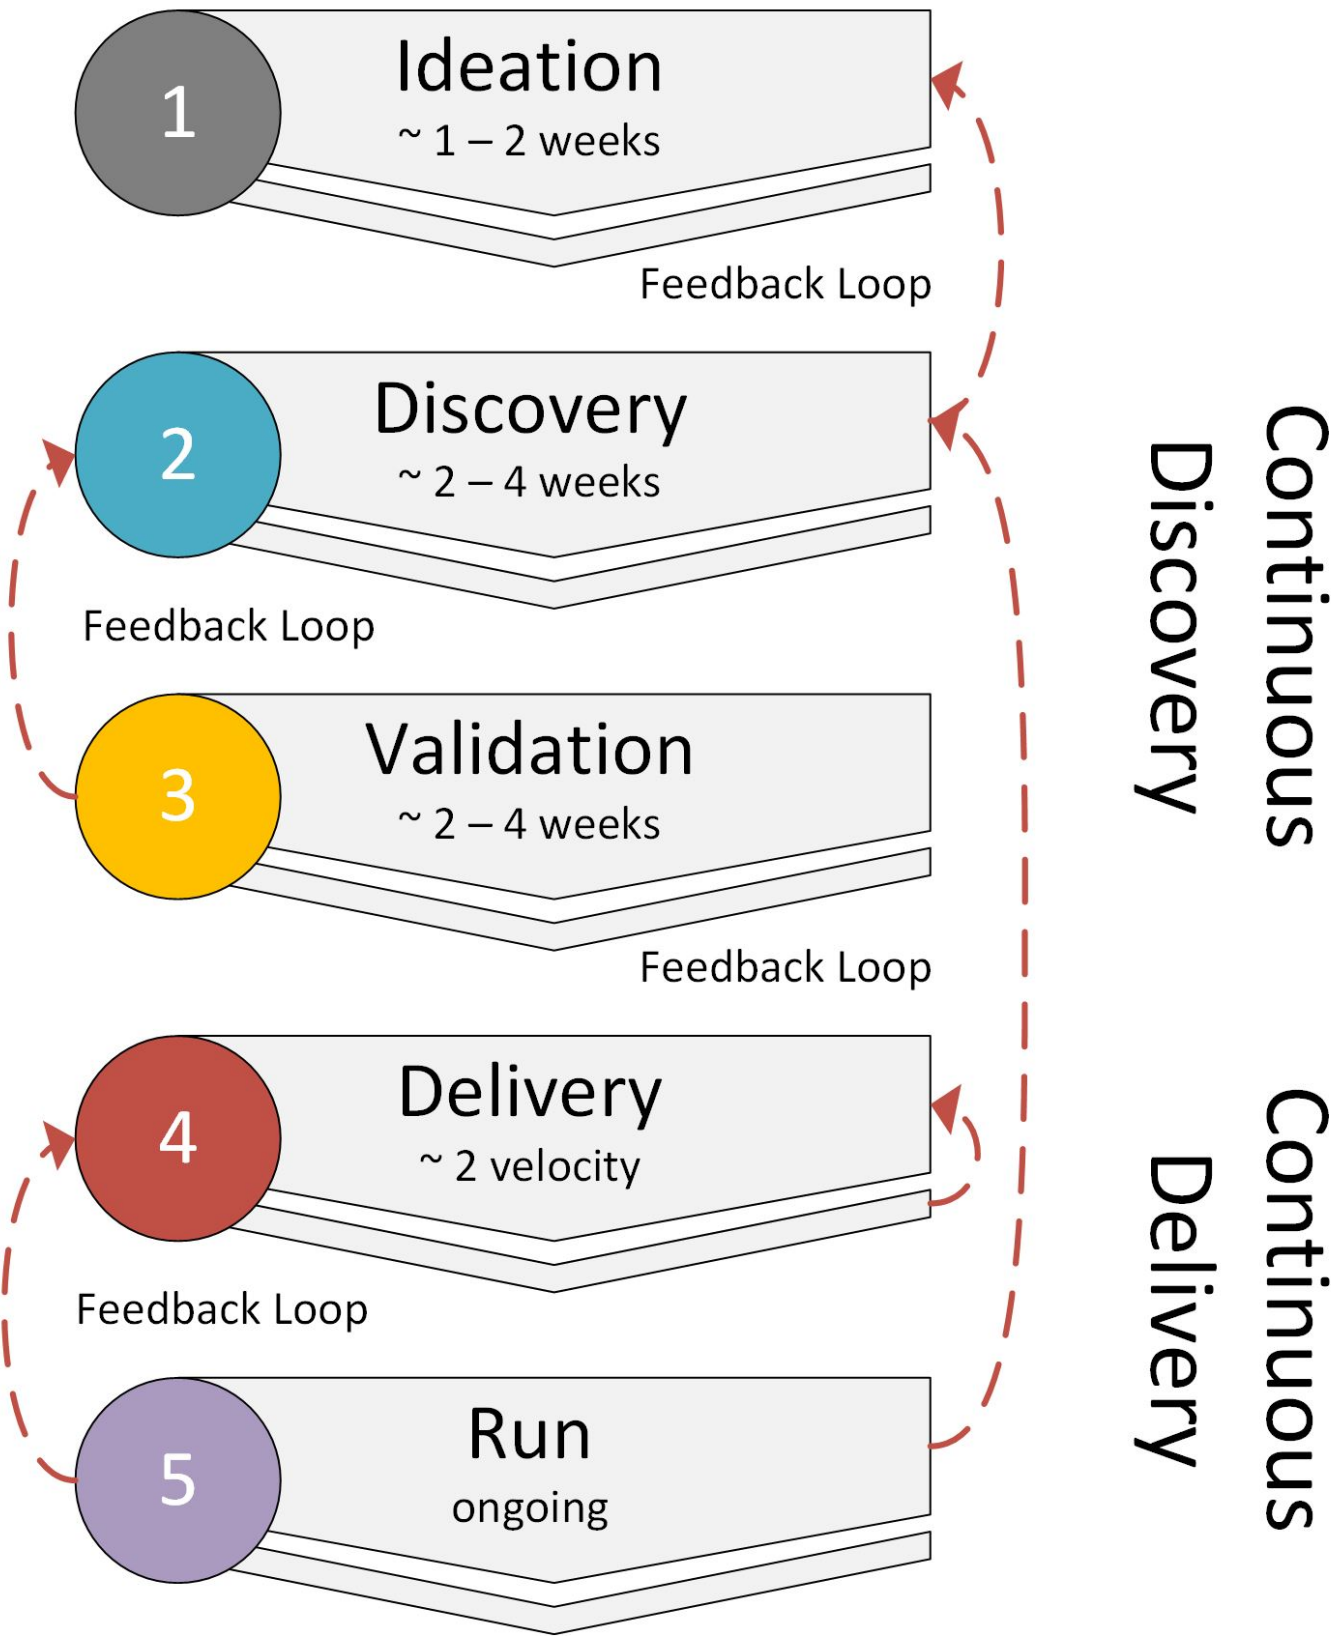 1
Ideation
~ 1 – 2 weeks
Feedback Loop
2
Discovery
~ 2 – 4 weeks
Feedback Loop
3
Validation
~ 2 – 4 weeks
Feedback Loop
4
Delivery
~ 2 velocity
Feedback Loop
5
Run
ongoing
Continuous
Discovery
Continuous
Delivery